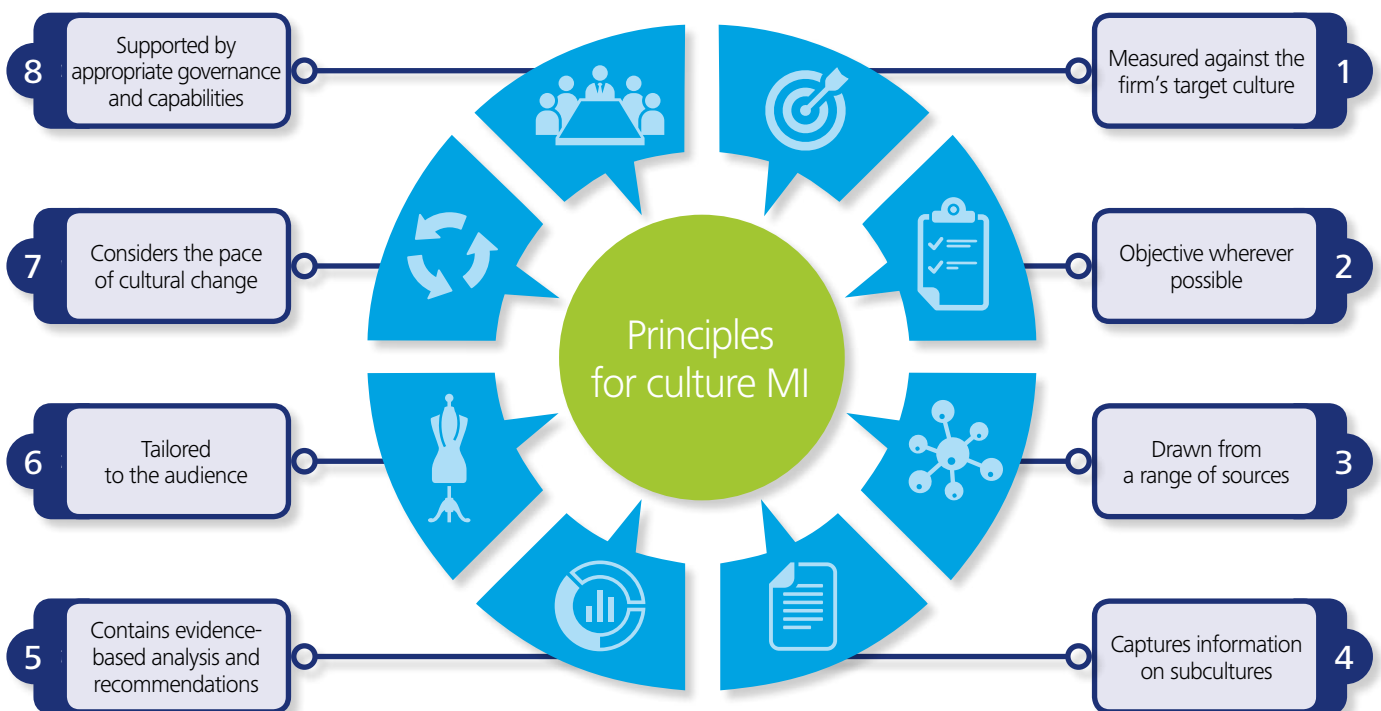 Principles
for culture MI
1
Measured against the
firm's target culture
2
Objective wherever
possible
3
Drawn from
a range of sources
4
Captures information
on subcultures
5
Contains evidence-
based analysis and
recommendations
6
Tailored
to the audience
7
Considers the pace
of cultural change
8
Supported by
appropriate governance
and capabilities